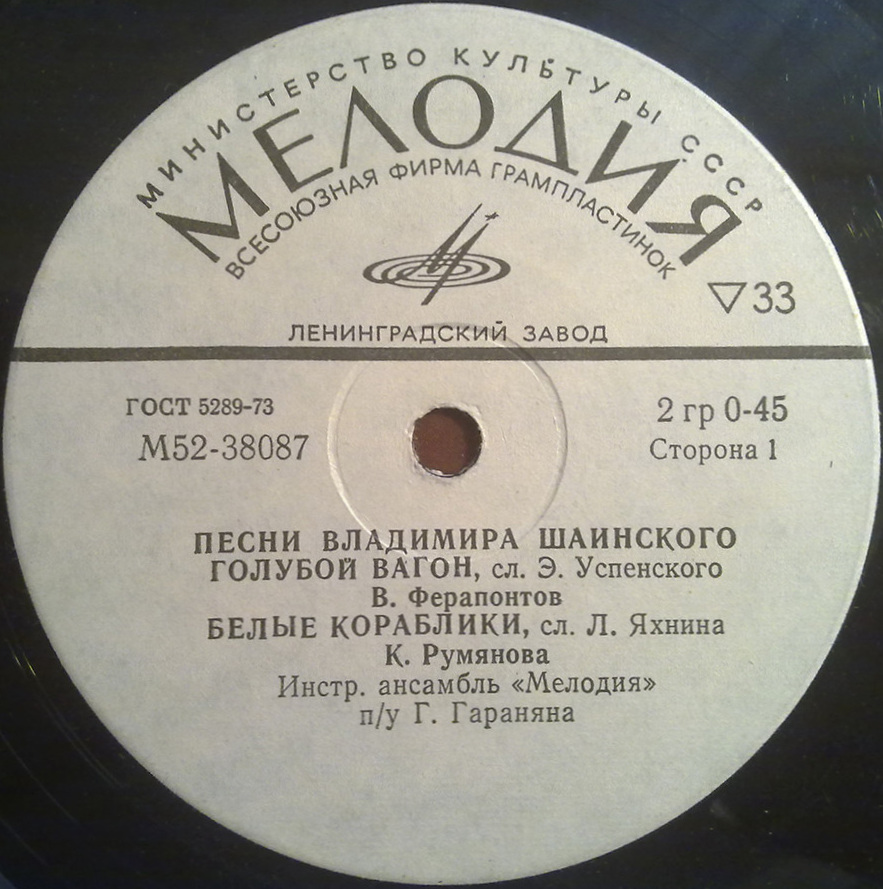 МИНИСТЕРСТВО КУЛЬТУРЫ СССР
МЕЛОДИЯ
ВСЕСОЮЗНАЯ ФИРМА ГРАМПЛАСТИНОК
▽33
ЛЕНИНГРАДСКИЙ ЗАВОД
ГОСТ 5289-73
2 гр 0-45
М52-38087
Сторона 1
ПЕСНИ ВЛАДИМИРА ШАИНСКОГО
ГОЛУБОЙ ВАГОН, сл. Э. Успенского
В. Ферапонтов
БЕЛЫЕ КОРАБЛИКИ, сл. Л. Яхнина
К. Румянова
Инстр. ансамбль «Мелодия»
п/у Г. Гараняна